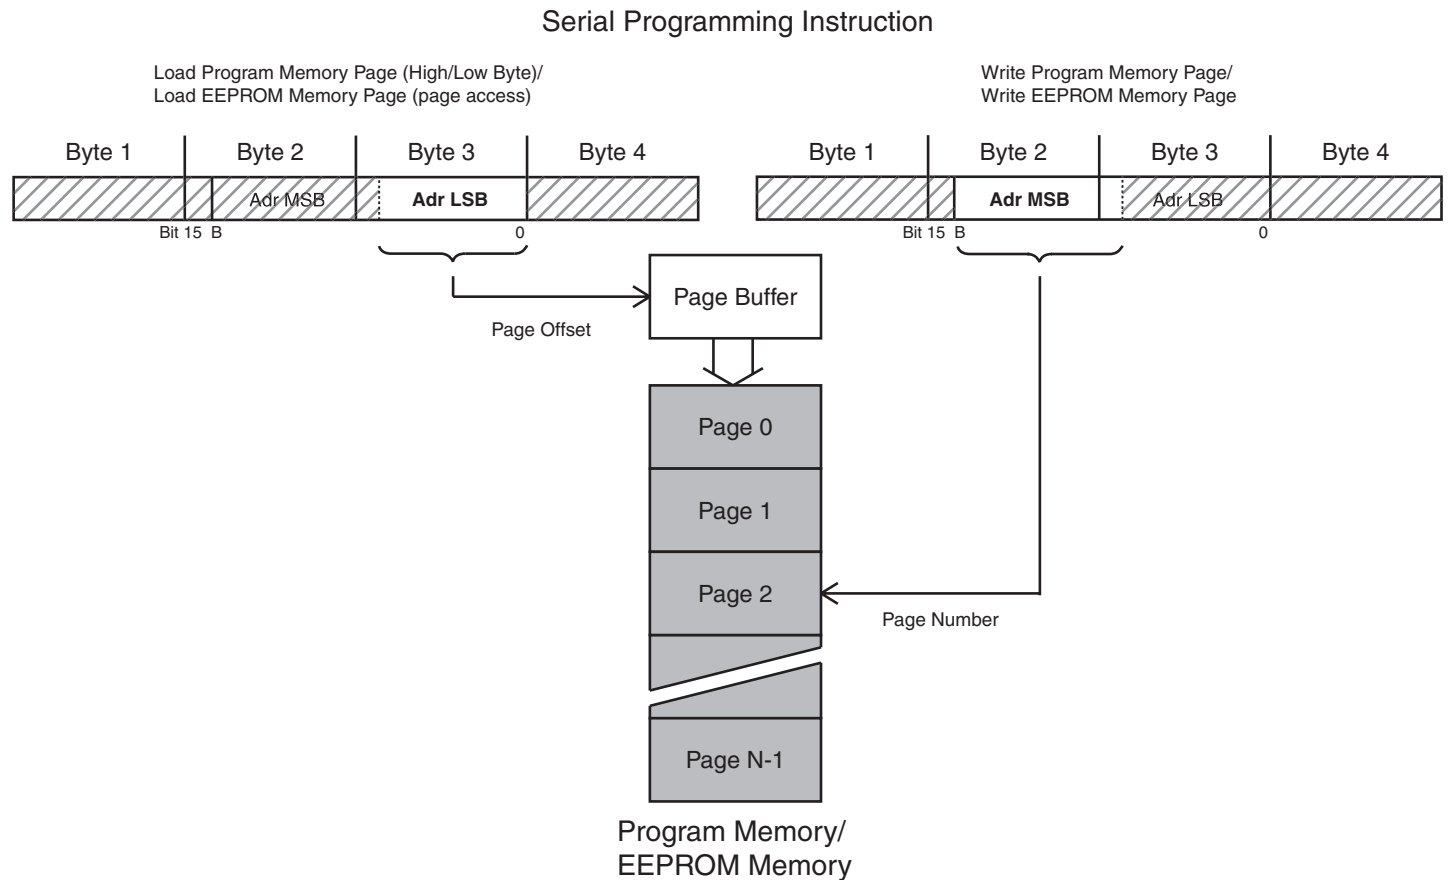 Serial Programming Instruction
Load Program Memory Page (High/Low Byte)/
Load EEPROM Memory Page (page access)
Write Program Memory Page/
Write EEPROM Memory Page
Byte 1 Byte 2 Byte 3 Byte 4
Adr MSB Adr LSB
Bit 15 B 0
Byte 1 Byte 2 Byte 3 Byte 4
Adr MSB Adr LSB
Bit 15 B 0
Page Buffer
Page Offset
Page 0
Page 1
Page 2
Page Number
Page N-1
Program Memory/
EEPROM Memory